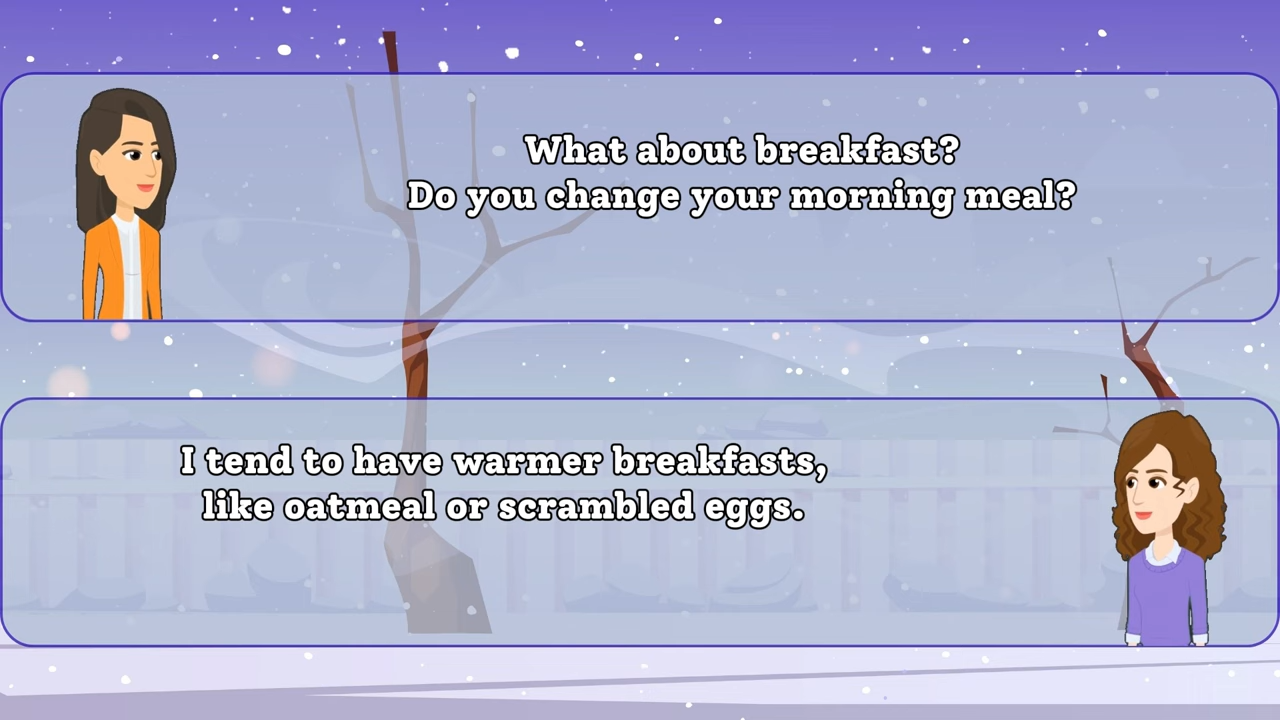 What about breakfast?
Do you change your morning meal?
I tend to have warmer breakfasts,
like oatmeal or scrambled eggs.